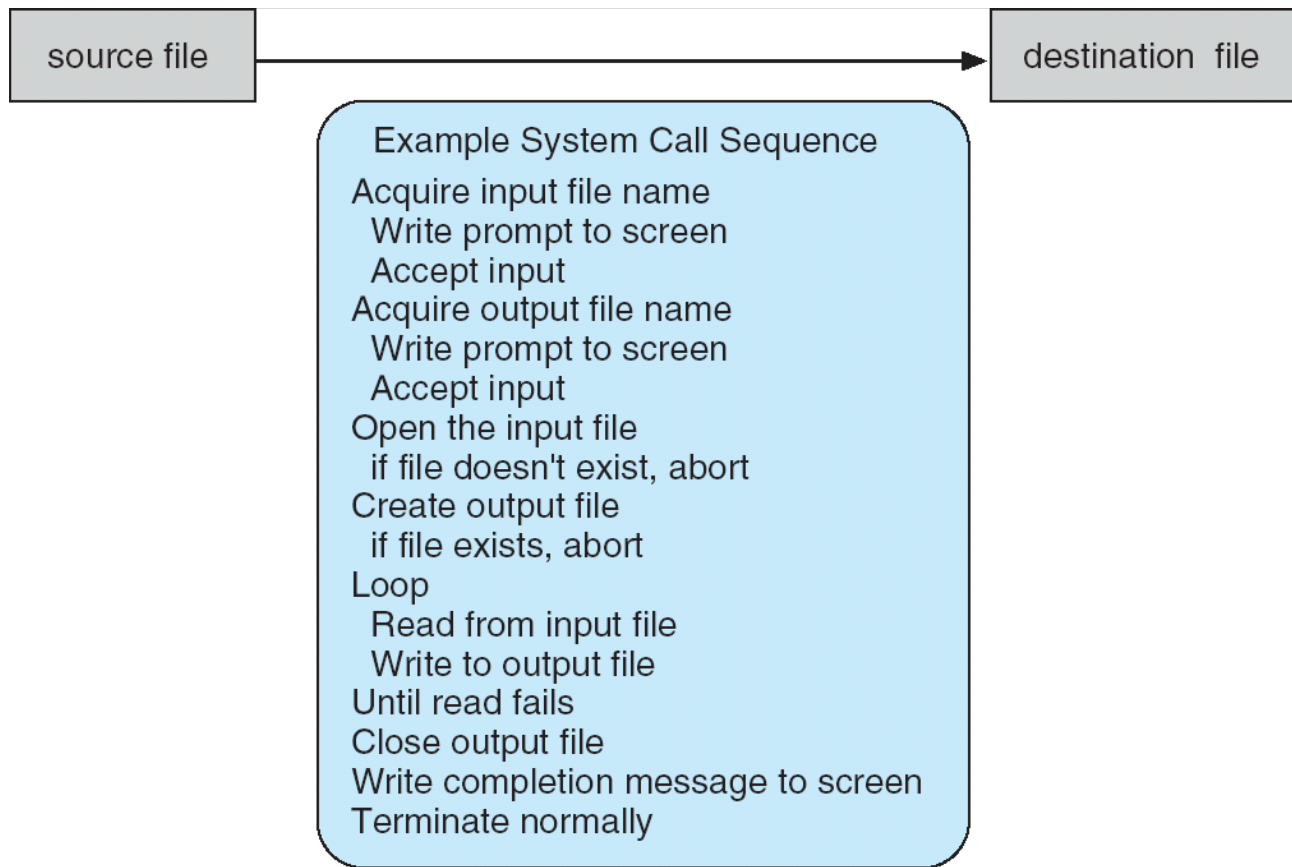 source file
destination file
Example System Call Sequence
Acquire input file name
Write prompt to screen
Accept input
Acquire output file name
Write prompt to screen
Accept input
Open the input file
if file doesn't exist, abort
Create output file
if file exists, abort
Loop
Read from input file
Write to output file
Until read fails
Close output file
Write completion message to screen
Terminate normally